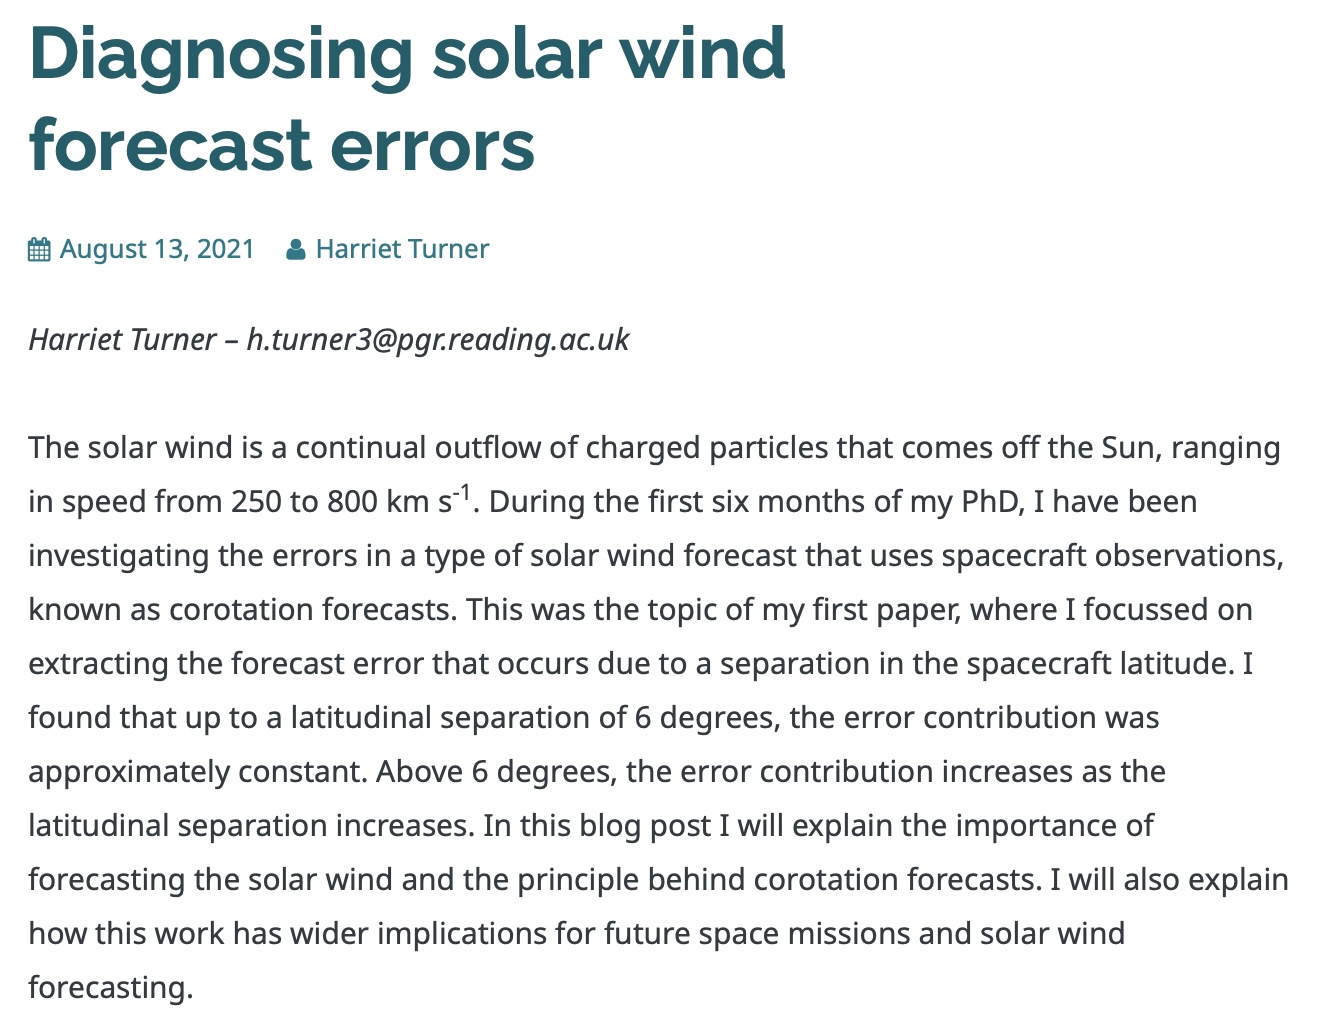 Diagnosing solar wind
forecast errors
August 13, 2021 Harriet Turner
Harriet Turner – h.turner3@pgr.reading.ac.uk
The solar wind is a continual outflow of charged particles that comes off the Sun, ranging
in speed from 250 to 800 km s⁻¹. During the first six months of my PhD, I have been
investigating the errors in a type of solar wind forecast that uses spacecraft observations,
known as corotation forecasts. This was the topic of my first paper, where I focussed on
extracting the forecast error that occurs due to a separation in the spacecraft latitude. I
found that up to a latitudinal separation of 6 degrees, the error contribution was
approximately constant. Above 6 degrees, the error contribution increases as the
latitudinal separation increases. In this blog post I will explain the importance of
forecasting the solar wind and the principle behind corotation forecasts. I will also explain
how this work has wider implications for future space missions and solar wind
forecasting.